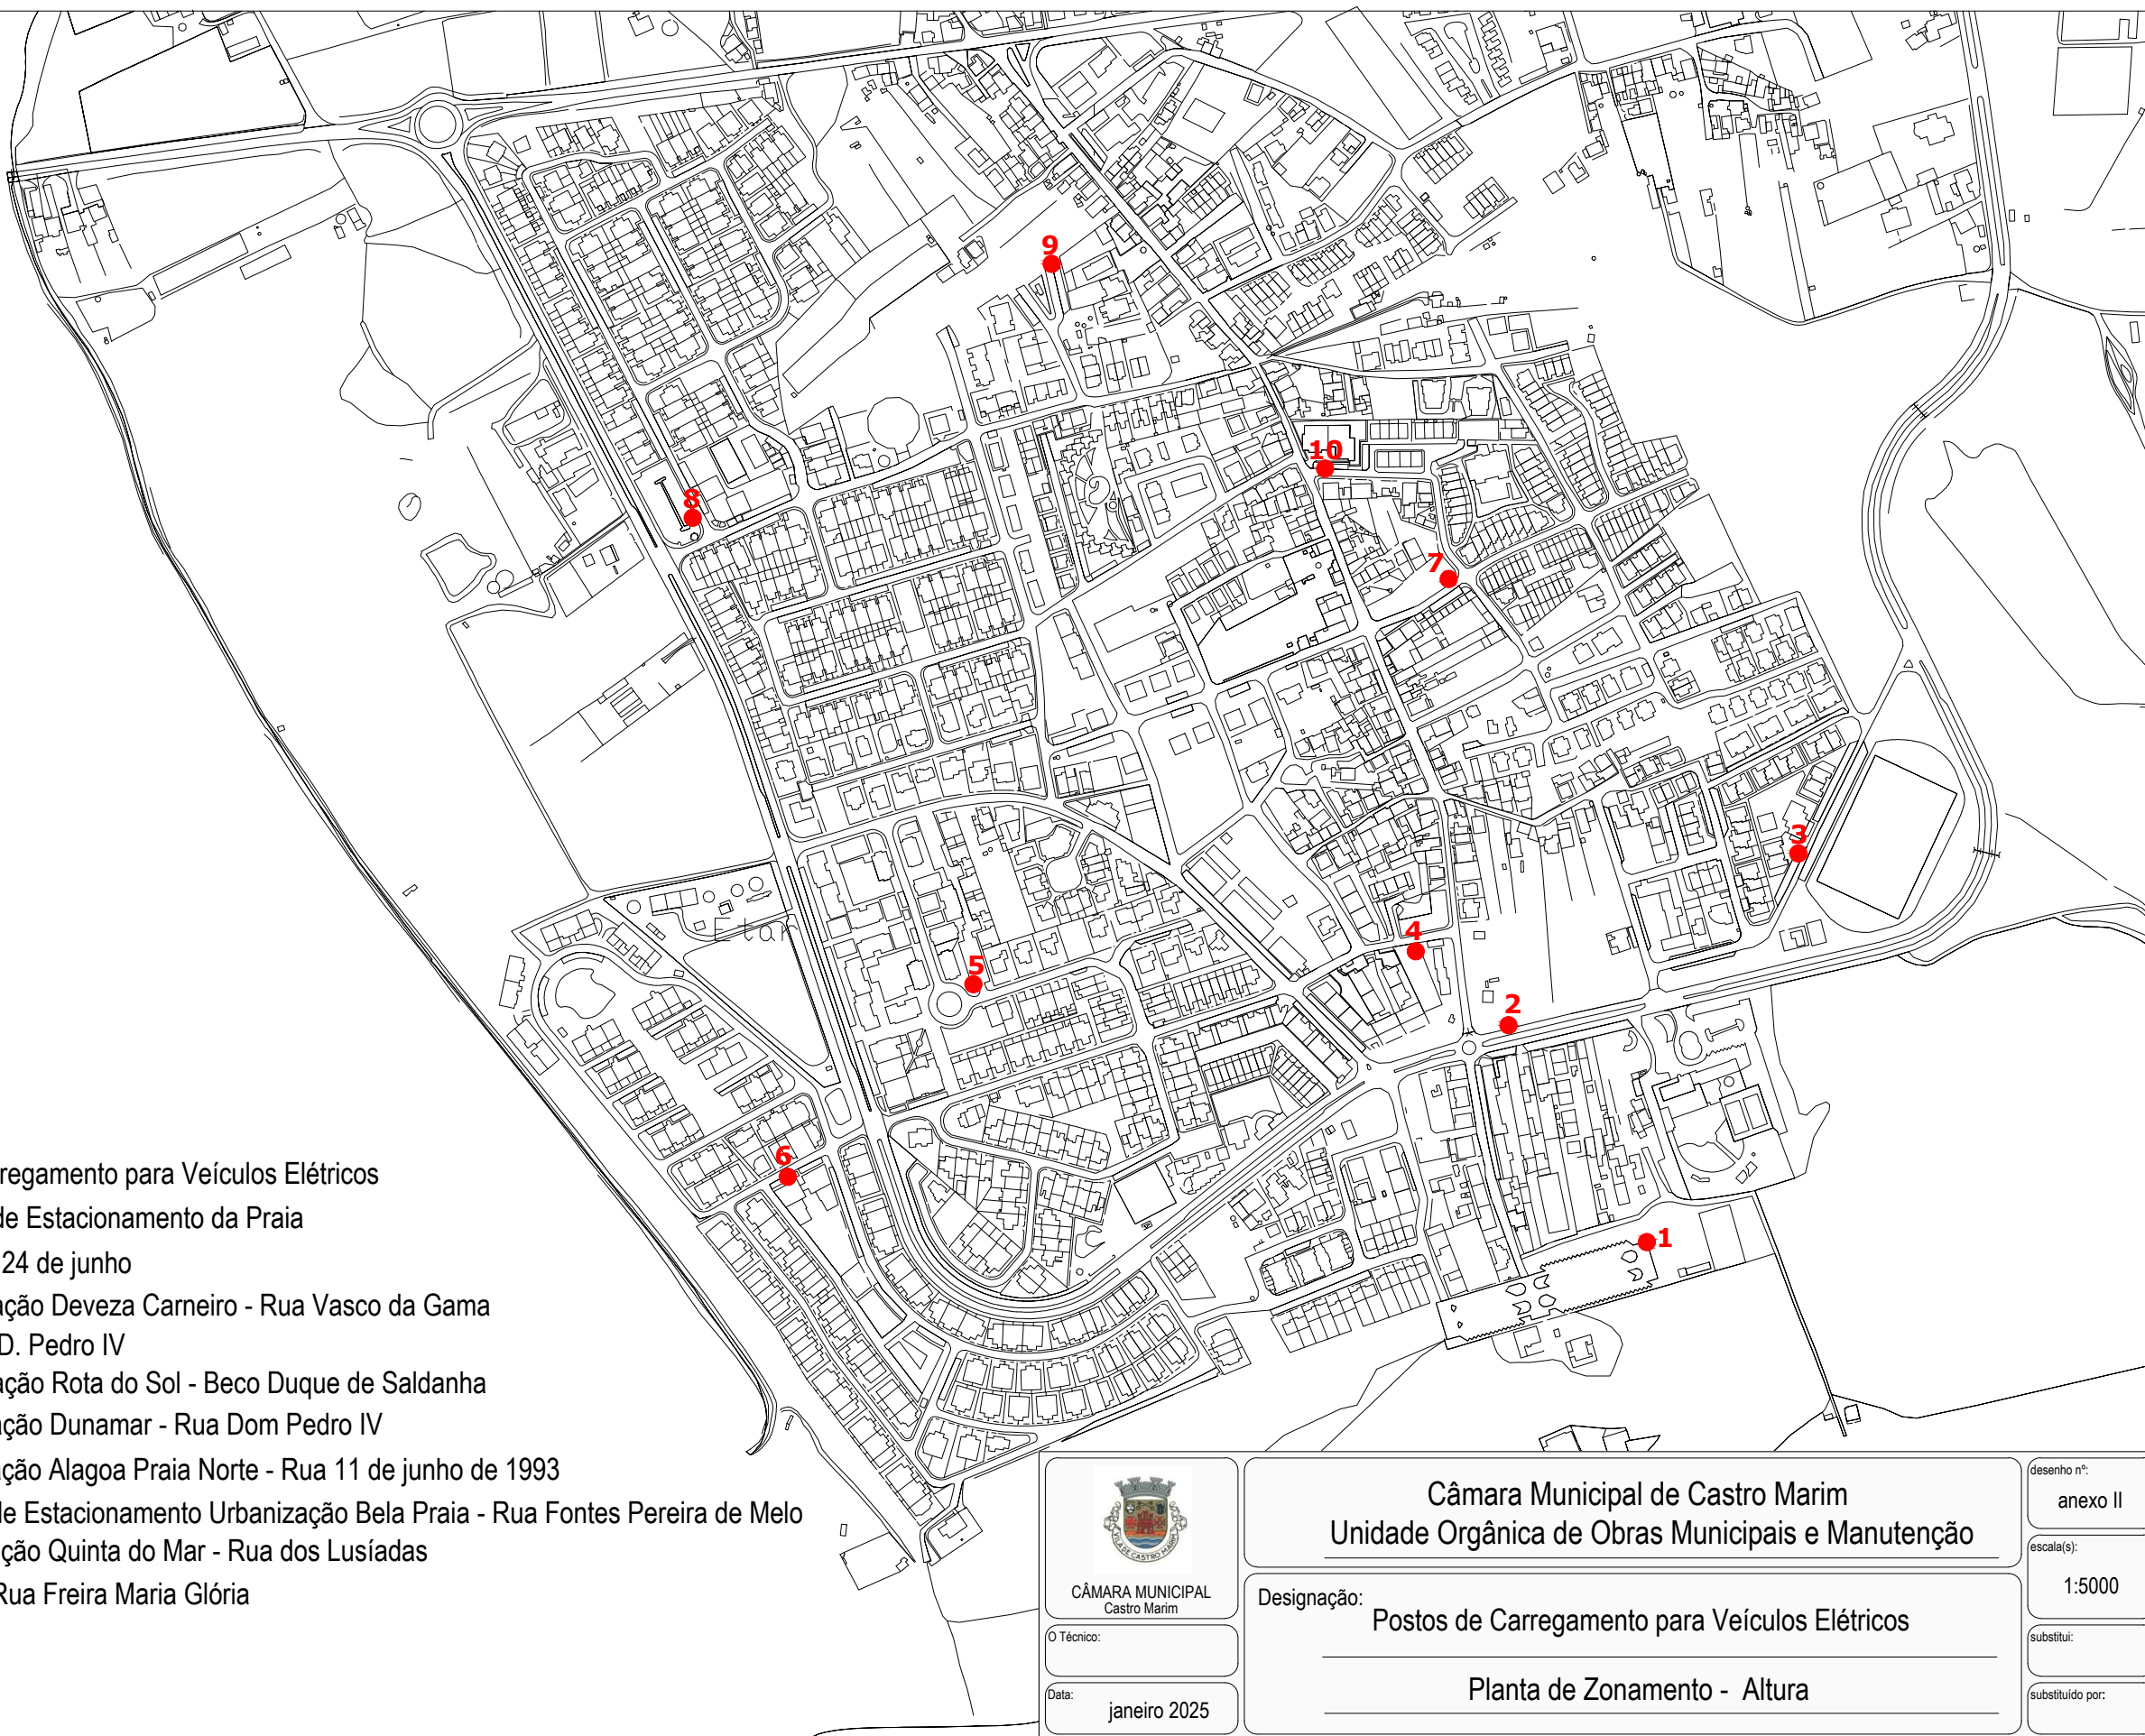 9
10
8
7
3
Etar
4
5
2
6
1
regamento para Veículos Elétricos
de Estacionamento da Praia
24 de junho
ação Deveza Carneiro - Rua Vasco da Gama
D. Pedro IV
ação Rota do Sol - Beco Duque de Saldanha
ação Dunamar - Rua Dom Pedro IV
ação Alagoa Praia Norte - Rua 11 de junho de 1993
de Estacionamento Urbanização Bela Praia - Rua Fontes Pereira de Melo
ção Quinta do Mar - Rua dos Lusíadas
Rua Freira Maria Glória
VILA DE CASTRO MARIM
CÂMARA MUNICIPAL
Castro Marim
O Técnico:
Data:
janeiro 2025
Câmara Municipal de Castro Marim
Unidade Orgânica de Obras Municipais e Manutenção
Designação:
Postos de Carregamento para Veículos Elétricos
Planta de Zonamento - Altura
desenho nº:
anexo II
escala(s):
1:5000
substitui:
substituído por: